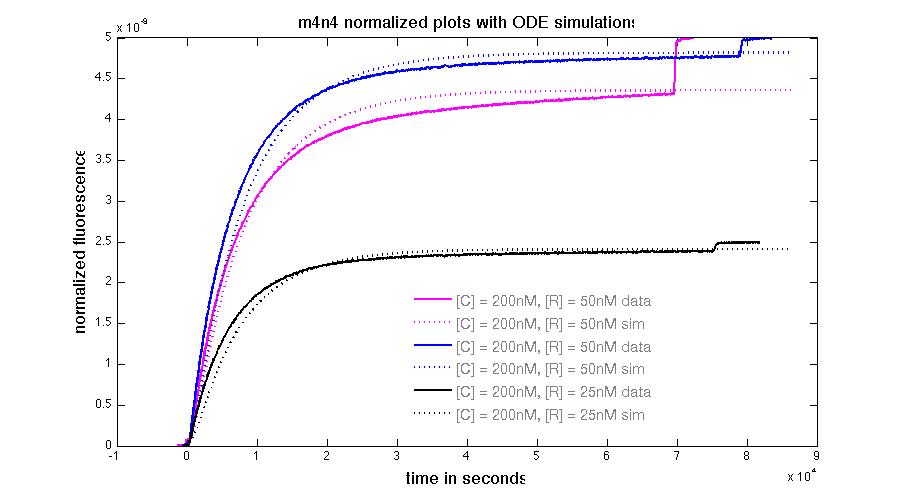 m4n4 normalized plots with ODE simulations
x 10⁻⁹
5
4.5
4
3.5
3
2.5
2
1.5
1
0.5
0
normalized fluorescence
[C] = 200nM, [R] = 50nM data
[C] = 200nM, [R] = 50nM sim
[C] = 200nM, [R] = 50nM data
[C] = 200nM, [R] = 50nM sim
[C] = 200nM, [R] = 25nM data
[C] = 200nM, [R] = 25nM sim
-1 0 1 2 3 4 5 6 7 8 9
time in seconds
x 10⁴